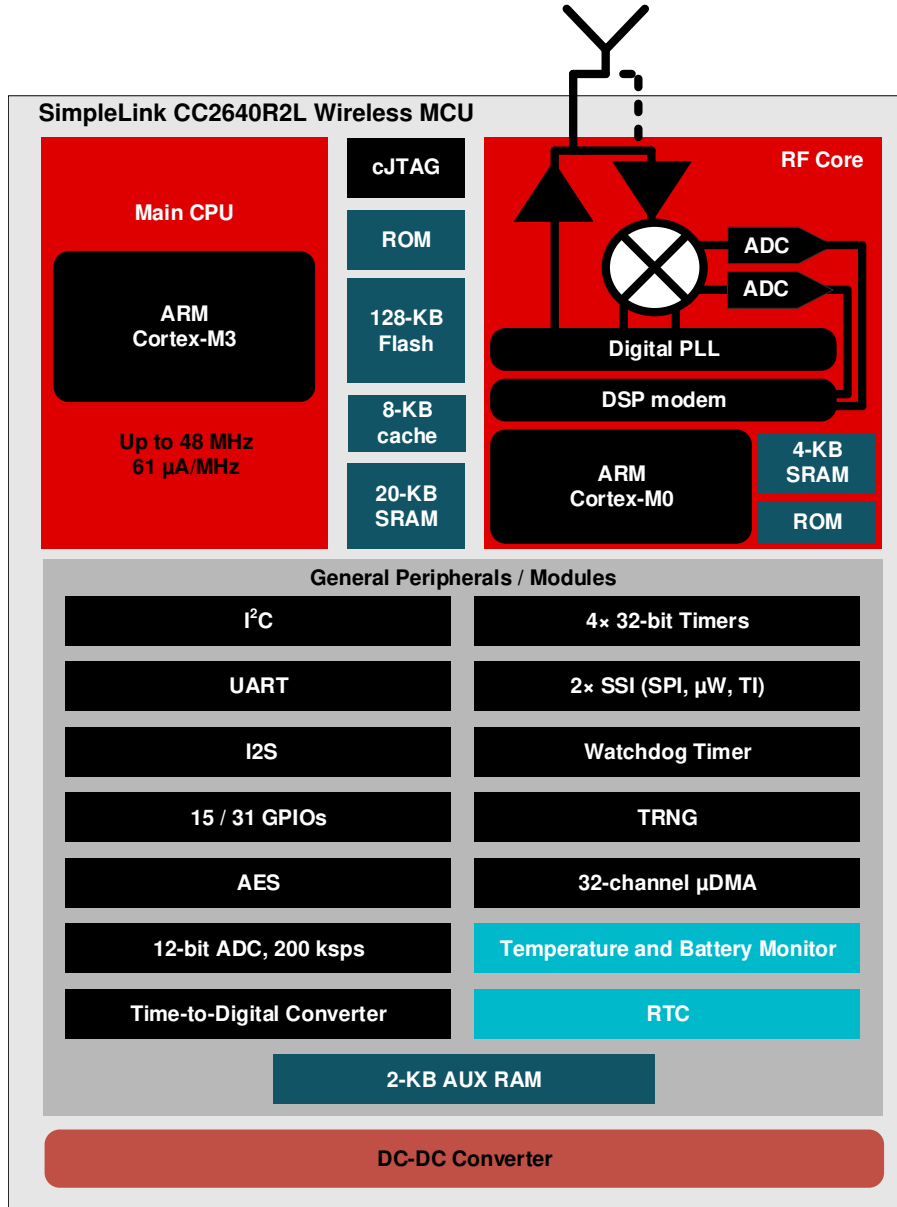 SimpleLink CC2640R2L Wireless MCU
Main CPU
ARM
Cortex-M3
Up to 48 MHz
61 µA/MHz
cJTAG
ROM
128-KB
Flash
8-KB
cache
20-KB
SRAM
RF Core
ADC
ADC
Digital PLL
DSP modem
ARM
Cortex-M0
4-KB
SRAM
ROM
General Peripherals / Modules
I²C
4× 32-bit Timers
UART
2× SSI (SPI, µW, TI)
I2S
Watchdog Timer
15 / 31 GPIOs
TRNG
AES
32-channel µDMA
12-bit ADC, 200 ksps
Temperature and Battery Monitor
Time-to-Digital Converter
RTC
2-KB AUX RAM
DC-DC Converter